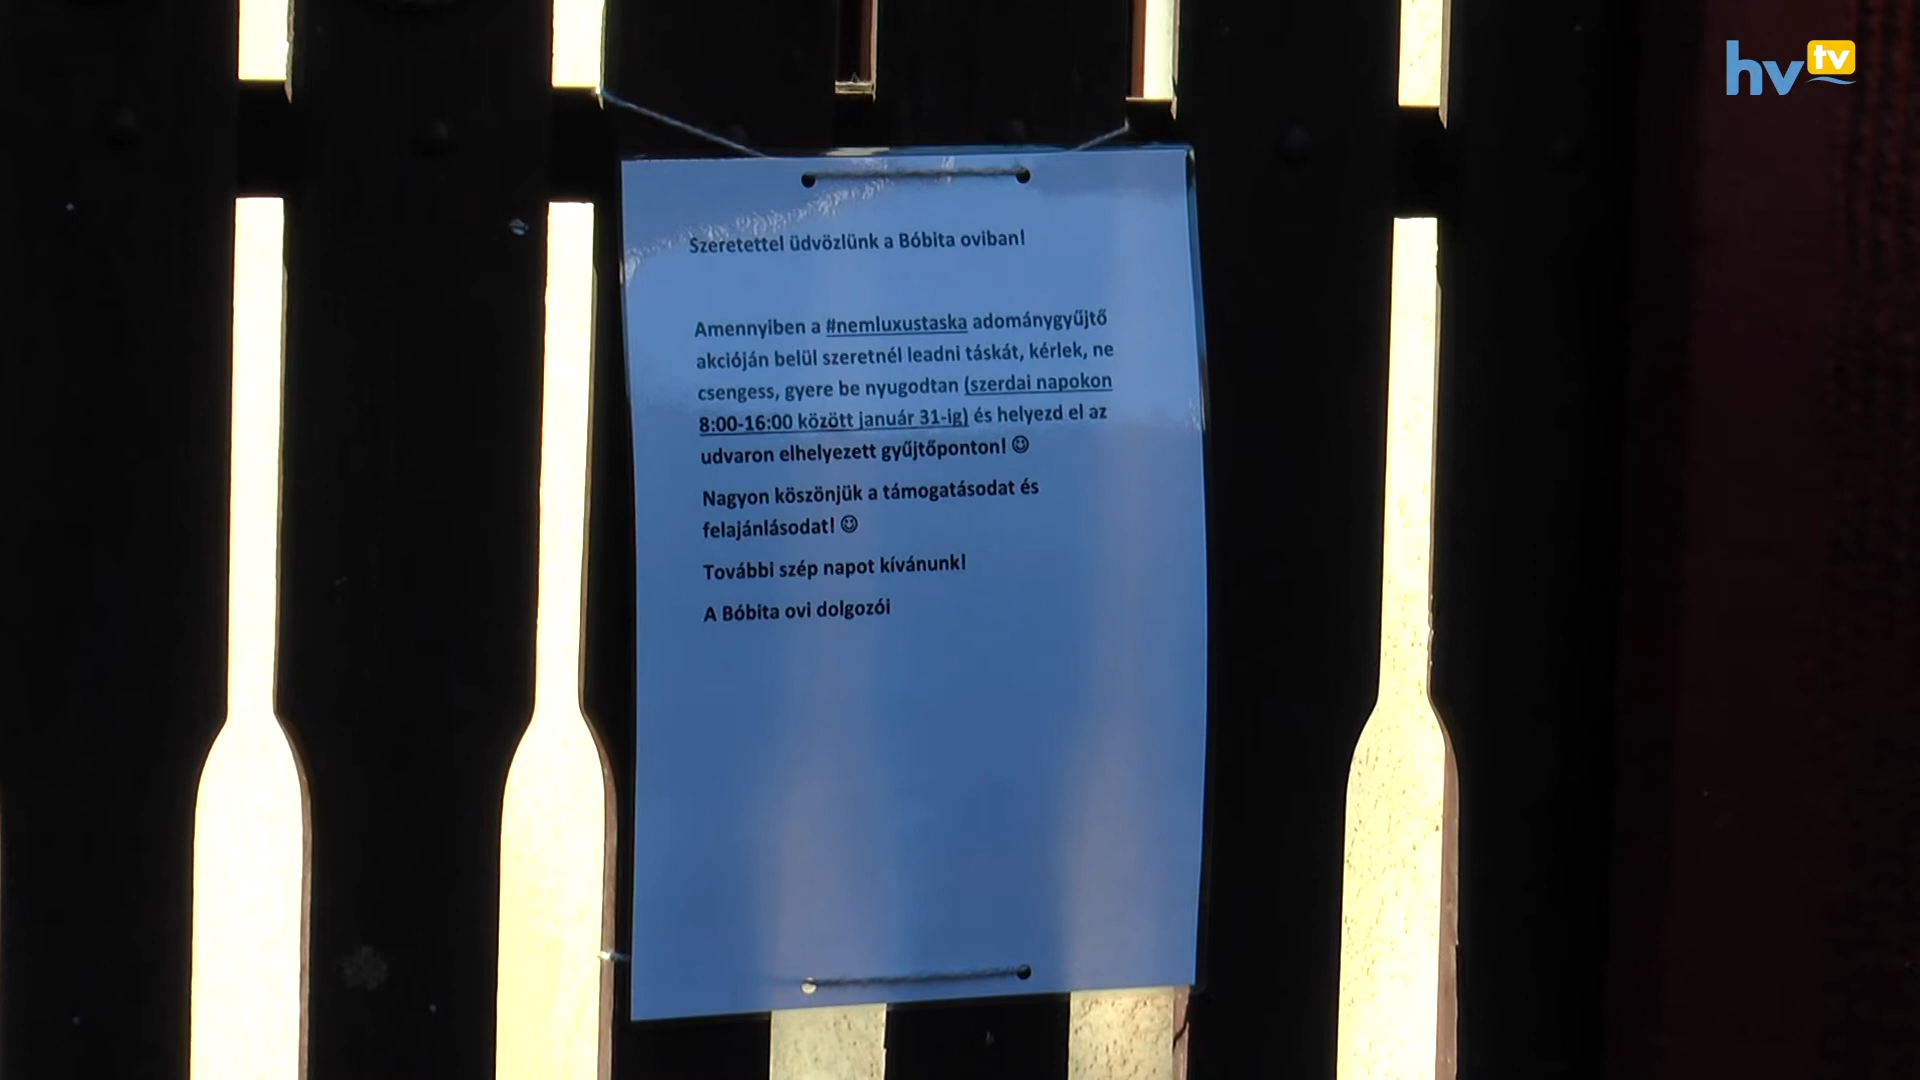 hv tv
Szeretettel üdvözlünk a Bóbita oviban!
Amennyiben a #nemluxustaska adománygyűjtő
akcióján belül szeretnél leadni táskát, kérlek, ne
csengess, gyere be nyugodtan (szerdai napokon
8:00-16:00 között január 31-ig) és helyezd el az
udvaron elhelyezett gyűjtőponton! ☺
Nagyon köszönjük a támogatásodat és
felajánlásodat! ☺
További szép napot kívánunk!
A Bóbita ovi dolgozói